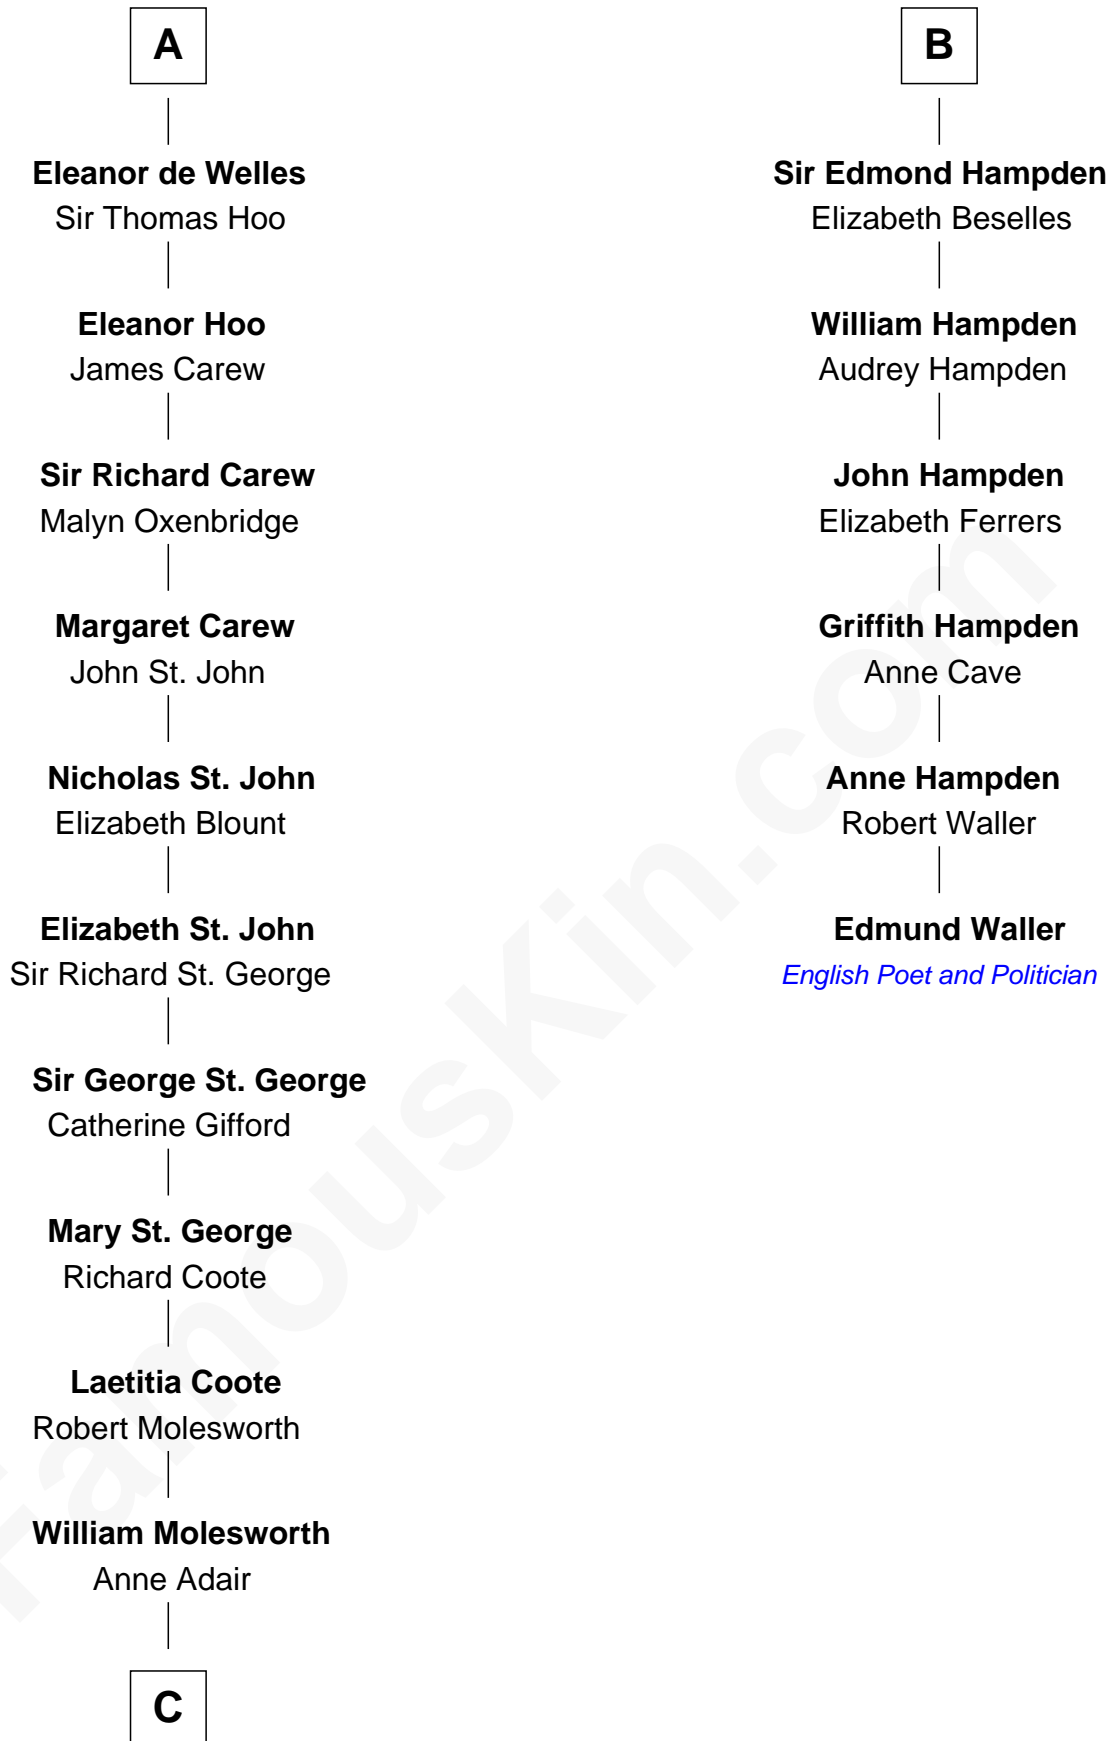 A
Eleanor de Welles
Sir Thomas Hoo
Eleanor Hoo
James Carew
Sir Richard Carew
Malyn Oxenbridge
Margaret Carew
John St. John
Nicholas St. John
Elizabeth Blount
Elizabeth St. John
Sir Richard St. George
Sir George St. George
Catherine Gifford
Mary St. George
Richard Coote
Laetitia Coote
Robert Molesworth
William Molesworth
Anne Adair
C
B
Sir Edmond Hampden
Elizabeth Beselles
William Hampden
Audrey Hampden
John Hampden
Elizabeth Ferrers
Griffith Hampden
Anne Cave
Anne Hampden
Robert Waller
Edmund Waller
English Poet and Politician
FamousKin.com